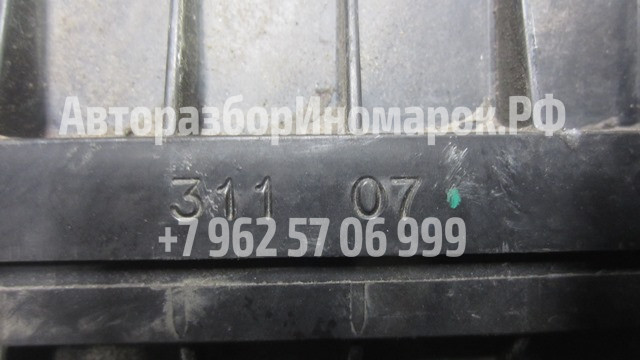 АвторазборИномарок.РФ
311 07
+7 962 57 06 999